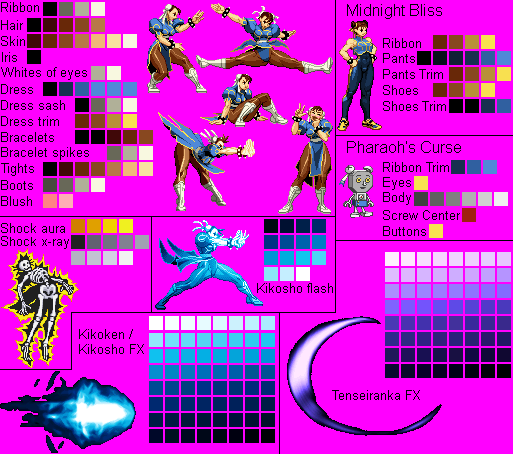 Ribbon
Hair
Skin
Iris
Whites of eyes
Dress
Dress sash
Dress trim
Bracelets
Bracelet spikes
Tights
Boots
Blush
Midnight Bliss
Ribbon
Pants
Pants Trim
Shoes
Shoes Trim
Pharaoh's Curse
Ribbon Trim
Eyes
Body
Screw Center
Buttons
Shock aura
Shock x-ray
Kikosho flash
Kikoken /
Kikosho FX
Tenseiranka FX